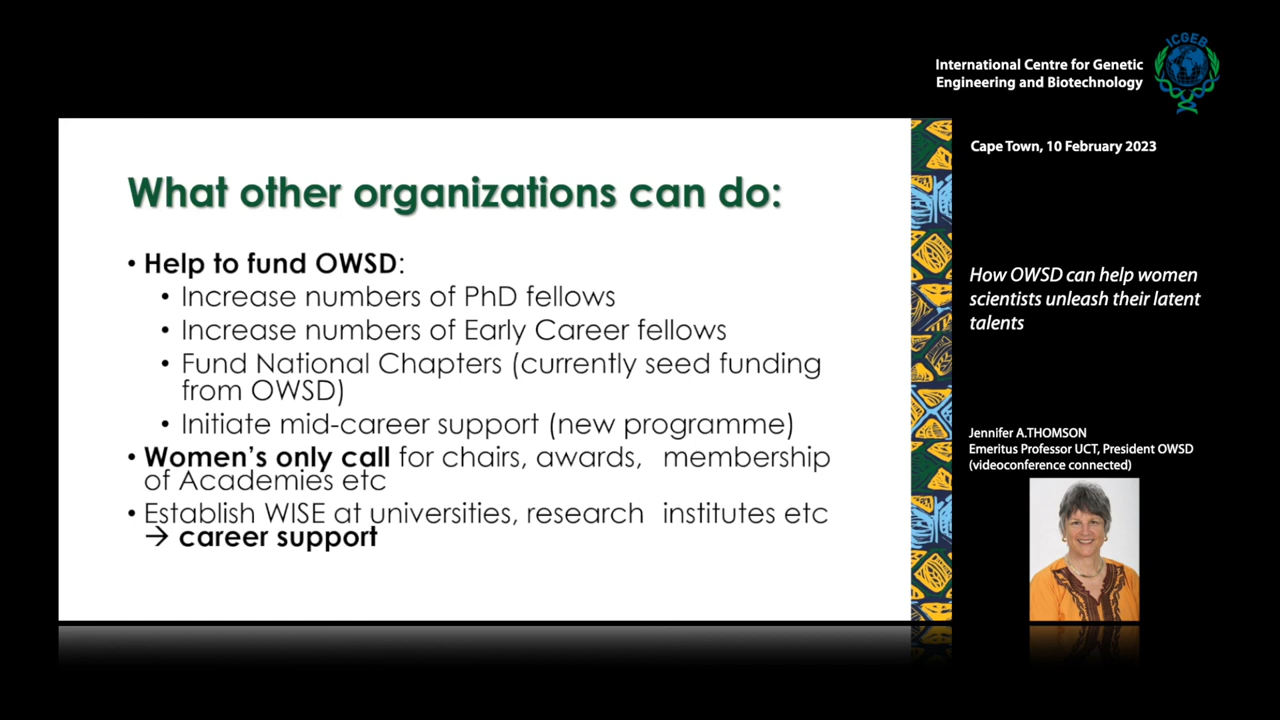 ICGEB
International Centre for Genetic
Engineering and Biotechnology
Cape Town, 10 February 2023
What other organizations can do:
• Help to fund OWSD:
• Increase numbers of PhD fellows
• Increase numbers of Early Career fellows
• Fund National Chapters (currently seed funding
from OWSD)
• Initiate mid-career support (new programme)
• Women's only call for chairs, awards, membership
of Academies etc
• Establish WISE at universities, research institutes etc
→ career support
How OWSD can help women
scientists unleash their latent
talents
Jennifer A.THOMSON
Emeritus Professor UCT, President OWSD
(videoconference connected)